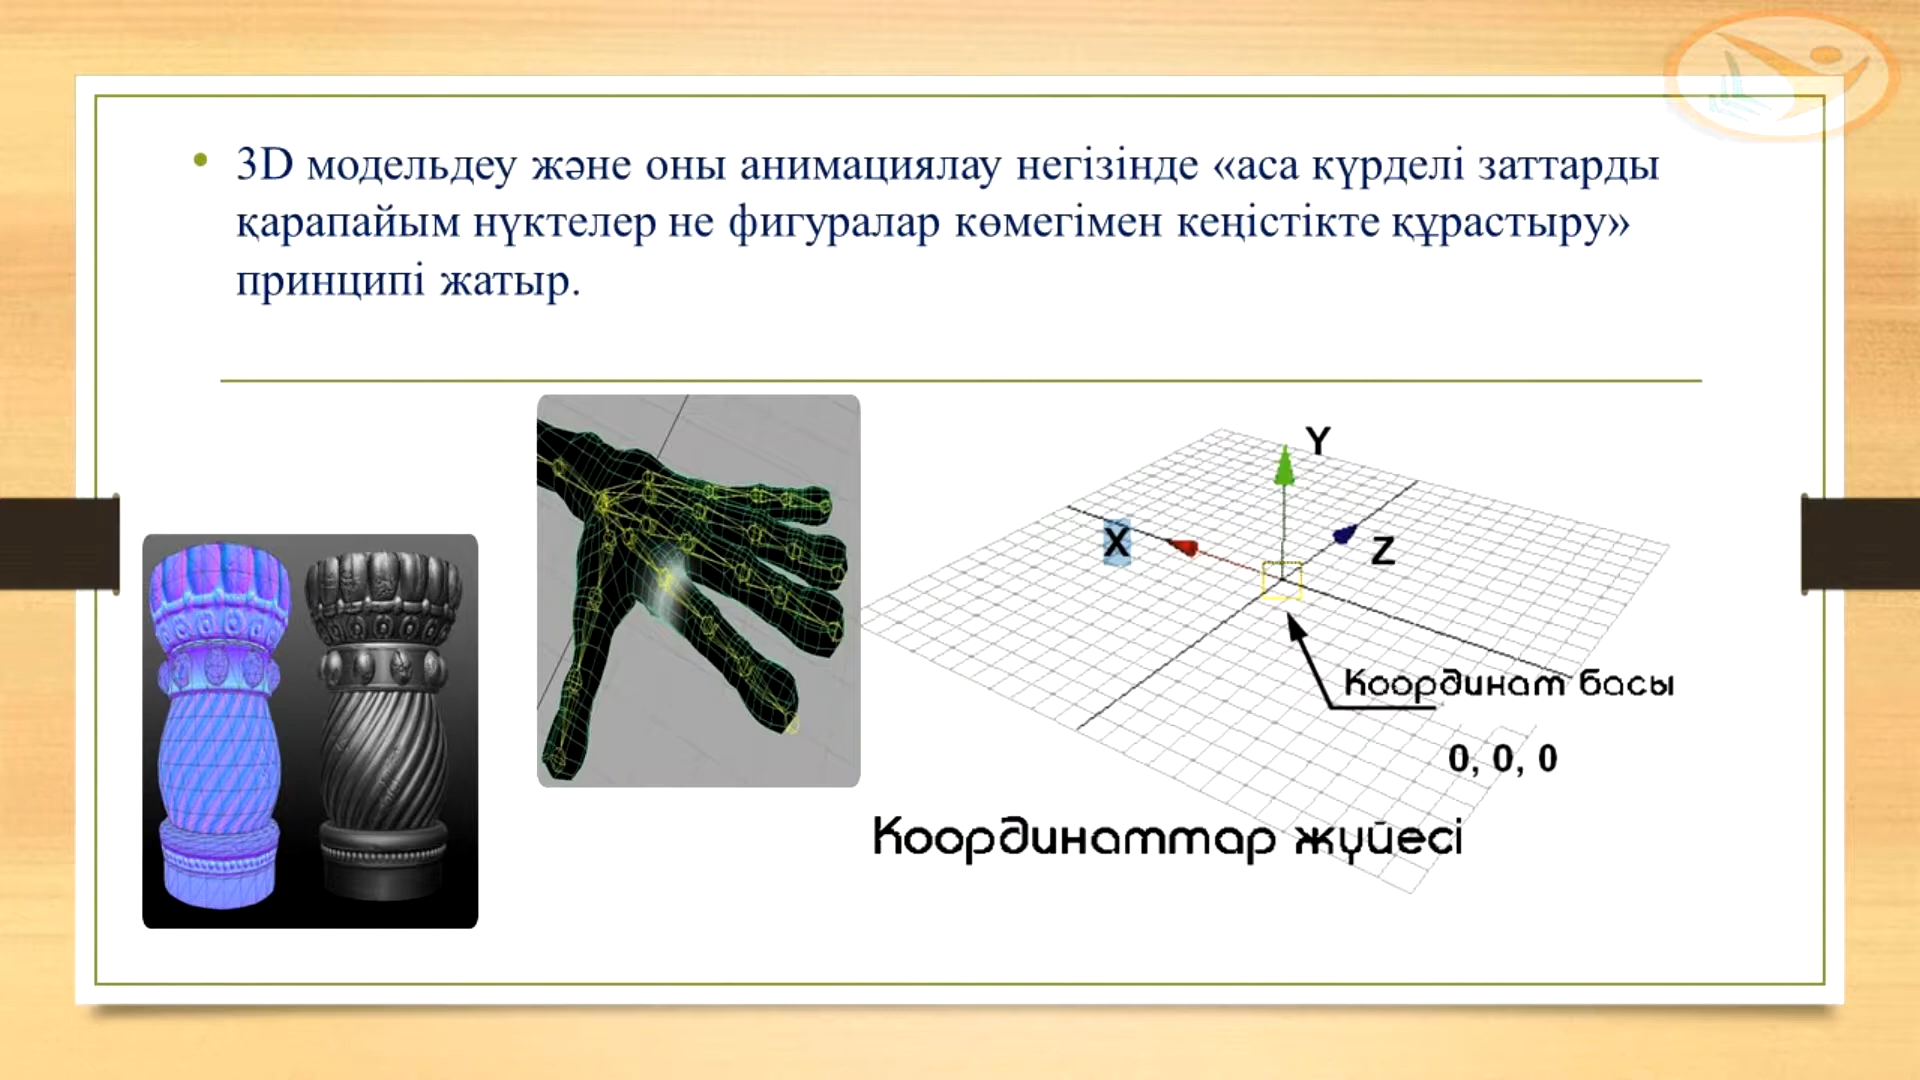 3D модельдеу және оны анимациялау негізінде «аса күрделі заттарды
қарапайым нүктелер не фигуралар көмегімен кеңістікте құрастыру»
принципі жатыр.
Y
X
Z
Координат басы
0, 0, 0
Координаттар жүйесі